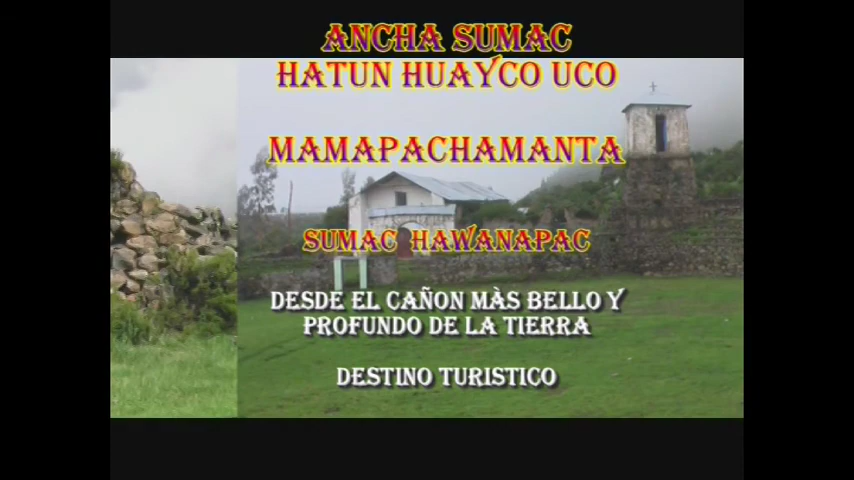 ANCHA SUMAC
HATUN HUAYCO UCO
MAMAPACHAMANTA
SUMAC HAWANAPAC
DESDE EL CAÑON MÀS BELLO Y
PROFUNDO DE LA TIERRA
DESTINO TURISTICO